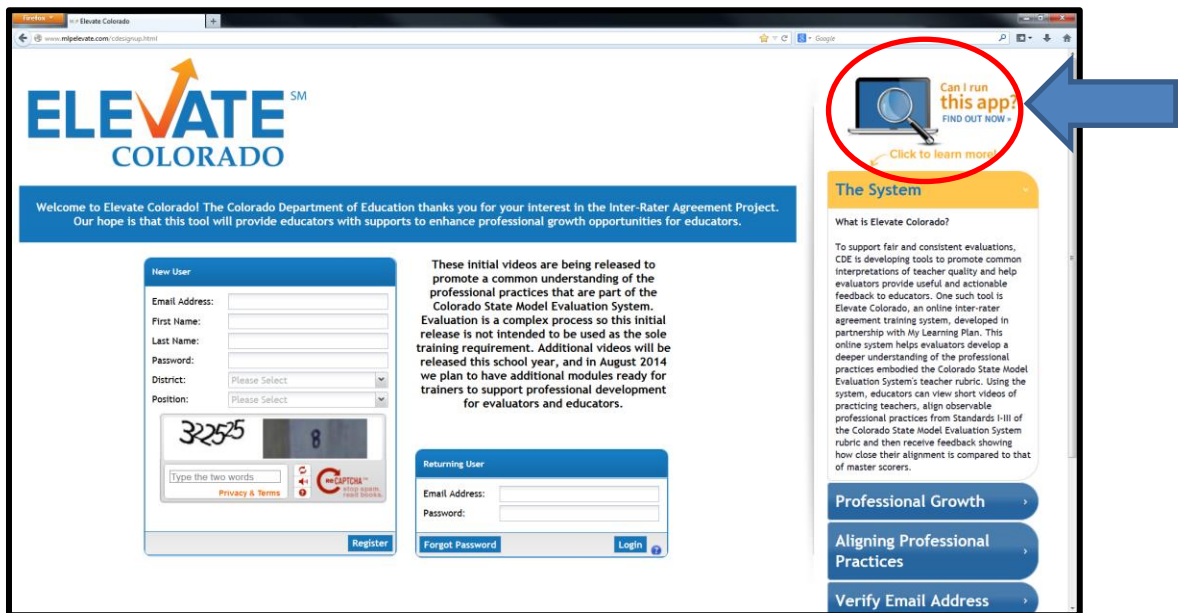 Firefox
Elevate Colorado
www.mlpelevate.com/cdesignup.html
Google
ELEVATE SM
COLORADO
Can I run
this app?
FIND OUT NOW »
Click to learn more!
Welcome to Elevate Colorado! The Colorado Department of Education thanks you for your interest in the Inter-Rater Agreement Project.
Our hope is that this tool will provide educators with supports to enhance professional growth opportunities for educators.
New User
Email Address:
First Name:
Last Name:
Password:
District: Please Select
Position: Please Select
322525 8
Type the two words
reCAPTCHA™
stop spam.
read books.
Privacy & Terms
Register
These initial videos are being released to
promote a common understanding of the
professional practices that are part of the
Colorado State Model Evaluation System.
Evaluation is a complex process so this initial
release is not intended to be used as the sole
training requirement. Additional videos will be
released this school year, and in August 2014
we plan to have additional modules ready for
trainers to support professional development
for evaluators and educators.
Returning User
Email Address:
Password:
Forgot Password Login
The System
What is Elevate Colorado?
To support fair and consistent evaluations,
CDE is developing tools to promote common
interpretations of teacher quality and help
evaluators provide useful and actionable
feedback to educators. One such tool is
Elevate Colorado, an online inter-rater
agreement training system, developed in
partnership with My Learning Plan. This
online system helps evaluators develop a
deeper understanding of the professional
practices embodied the Colorado State Model
Evaluation System's teacher rubric. Using the
system, educators can view short videos of
practicing teachers, align observable
professional practices from Standards I-III of
the Colorado State Model Evaluation System
rubric and then receive feedback showing
how close their alignment is compared to that
of master scorers.
Professional Growth
Aligning Professional
Practices
Verify Email Address